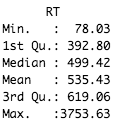 RT
Min.   :  78.03
1st Qu.: 392.80
Median : 499.42
Mean   : 535.43
3rd Qu.: 619.06
Max.   :3753.63